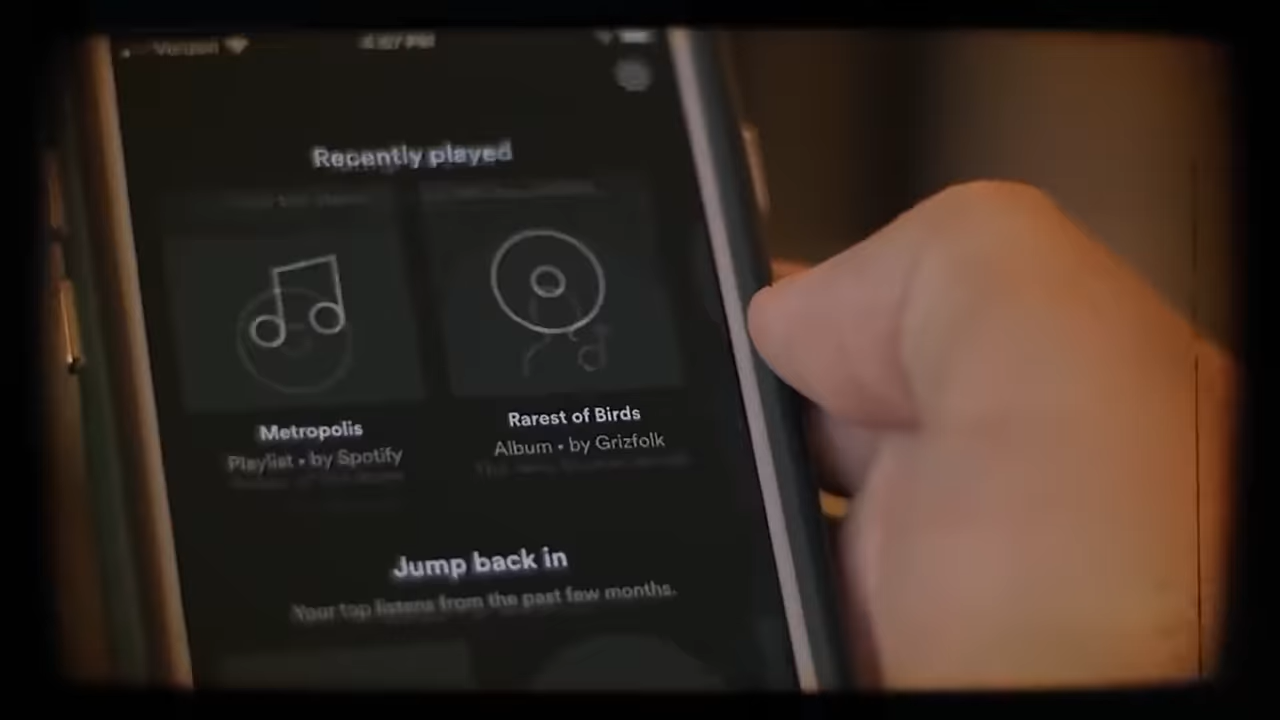 Verizon
Recently played
Metropolis
Playlist • by Spotify
Rarest of Birds
Album • by Grizfolk
Jump back in
Your top listens from the past few months.